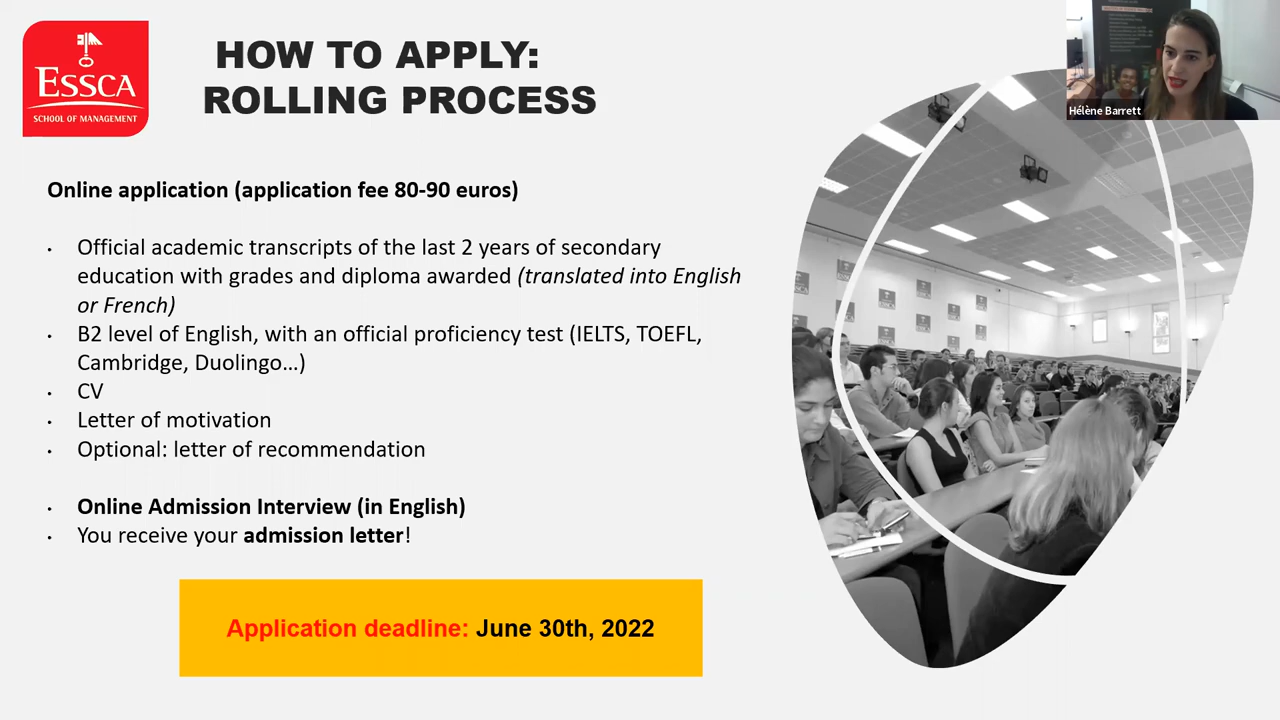 ESSCA
SCHOOL OF MANAGEMENT
HOW TO APPLY:
ROLLING PROCESS
Hélène Barrett
Online application (application fee 80-90 euros)
• Official academic transcripts of the last 2 years of secondary
education with grades and diploma awarded (translated into English
or French)
• B2 level of English, with an official proficiency test (IELTS, TOEFL,
Cambridge, Duolingo...)
• CV
• Letter of motivation
• Optional: letter of recommendation
• Online Admission Interview (in English)
• You receive your admission letter!
Application deadline: June 30th, 2022